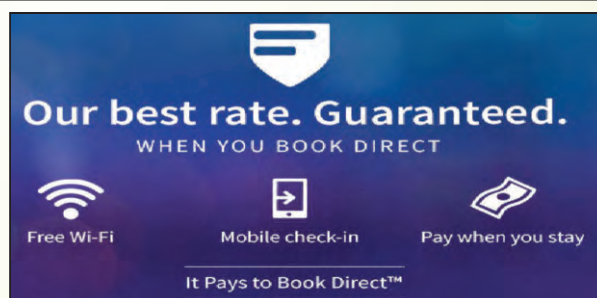 Our best rate. Guaranteed.
WHEN YOU BOOK DIRECT
Free Wi-Fi
Mobile check-in
Pay when you stay
It Pays to Book Direct™